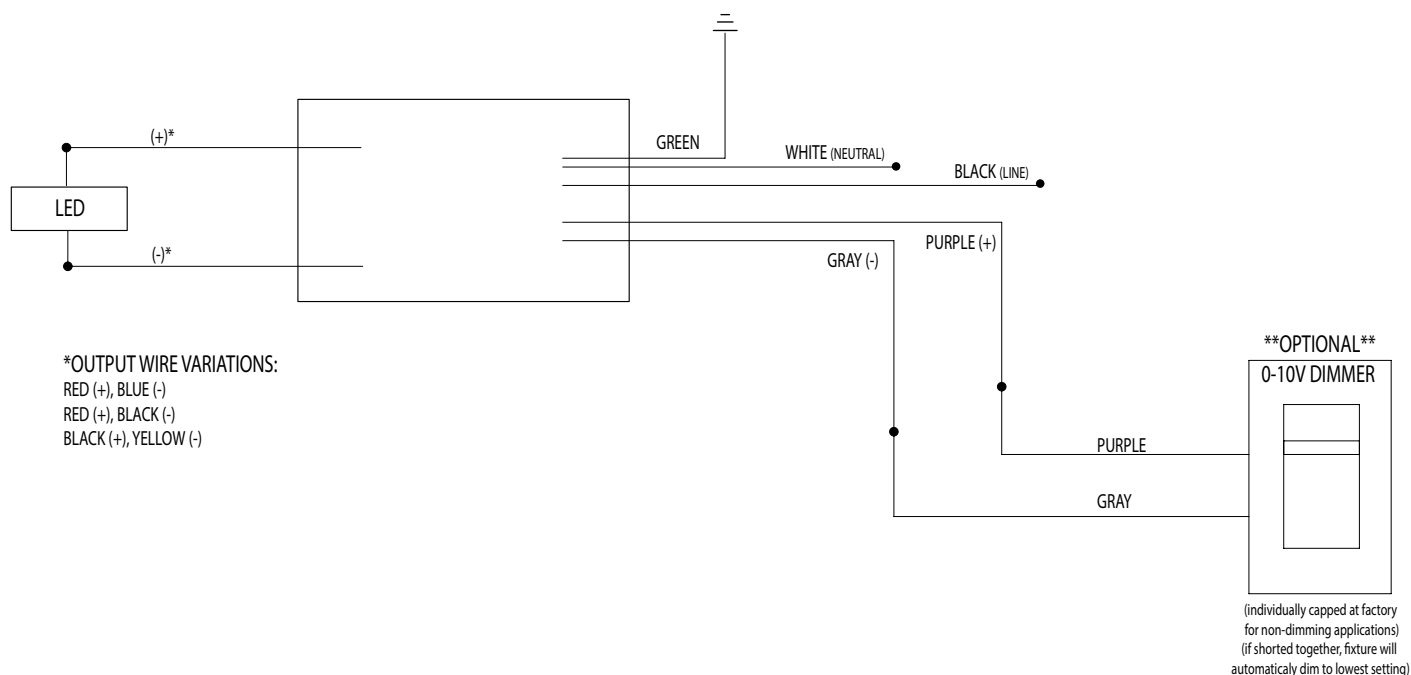 GREEN
(+)*
WHITE (NEUTRAL)
BLACK (LINE)
LED
PURPLE (+)
(-)*
GRAY (-)
**OPTIONAL**
0-10V DIMMER
*OUTPUT WIRE VARIATIONS:
RED (+), BLUE (-)
RED (+), BLACK (-)
BLACK (+), YELLOW (-)
PURPLE
GRAY
(individually capped at factory
for non-dimming applications)
(if shorted together, fixture will
automaticaly dim to lowest setting)